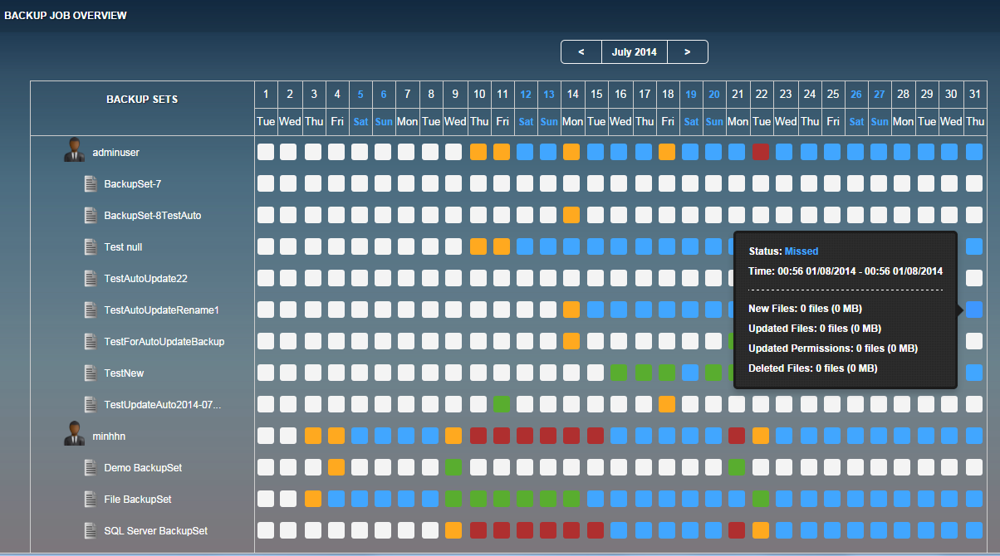 BACKUP JOB OVERVIEW
< July 2014 >
BACKUP SETS
1 2 3 4 5 6 7 8 9 10 11 12 13 14 15 16 17 18 19 20 21 22 23 24 25 26 27 28 29 30 31
Tue Wed Thu Fri Sat Sun Mon Tue Wed Thu Fri Sat Sun Mon Tue Wed Thu Fri Sat Sun Mon Tue Wed Thu Fri Sat Sun Mon Tue Wed Thu
adminuser
BackupSet-7
BackupSet-8TestAuto
Test null
TestAutoUpdate22
TestAutoUpdateRename1
TestForAutoUpdateBackup
TestNew
TestUpdateAuto2014-07...
minhhn
Demo BackupSet
File BackupSet
SQL Server BackupSet
Status: Missed
Time: 00:56 01/08/2014 - 00:56 01/08/2014
New Files: 0 files (0 MB)
Updated Files: 0 files (0 MB)
Updated Permissions: 0 files (0 MB)
Deleted Files: 0 files (0 MB)